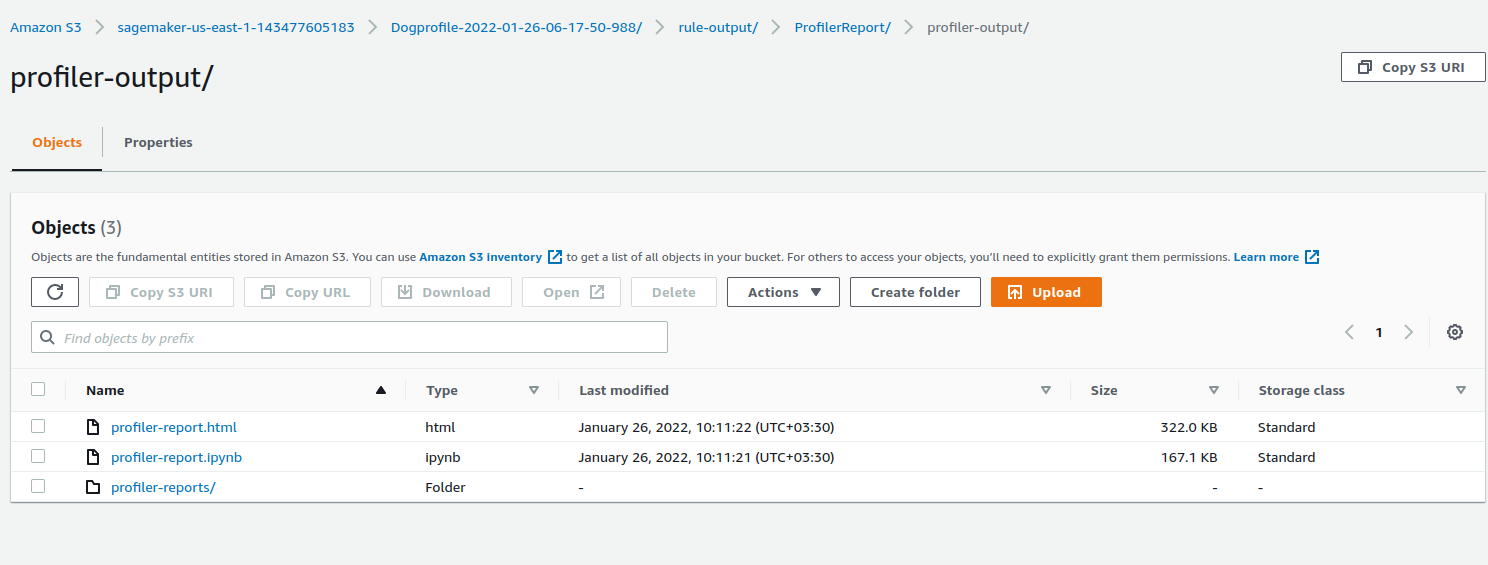 Amazon S3 sagemaker-us-east-1-143477605183 Dogprofile-2022-01-26-06-17-50-988/ rule-output/ ProfilerReport/ profiler-output/
profiler-output/
Copy S3 URI
Objects Properties
Objects (3)
Objects are the fundamental entities stored in Amazon S3. You can use Amazon S3 inventory to get a list of all objects in your bucket. For others to access your objects, you'll need to explicitly grant them permissions. Learn more
Copy S3 URI Copy URL Download Open Delete Actions Create folder Upload
Find objects by prefix
1
Name Type Last modified Size Storage class
profiler-report.html html January 26, 2022, 10:11:22 (UTC+03:30) 322.0 KB Standard
profiler-report.ipynb ipynb January 26, 2022, 10:11:21 (UTC+03:30) 167.1 KB Standard
profiler-reports/ Folder - - -